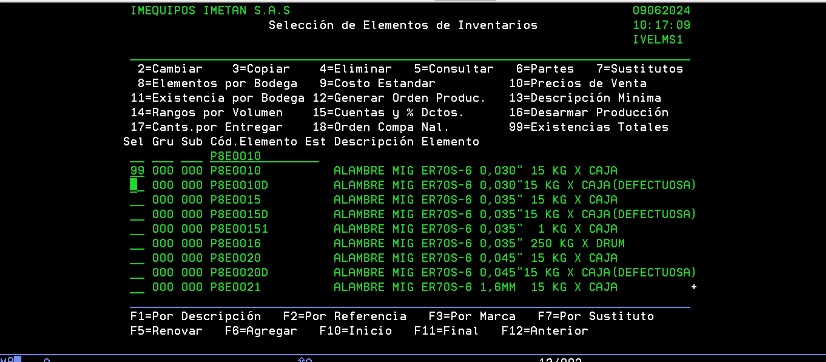 IMEQUIPOS IMETAN S.A.S 09062024
Selección de Elementos de Inventarios 10:17:09
IVELMS1
2=Cambiar 3=Copiar 4=Eliminar 5=Consultar 6=Partes 7=Sustitutos
8=Elementos por Bodega 9=Costo Estandar 10=Precios de Venta
11=Existencia por Bodega 12=Generar Orden Produc. 13=Descripción Minima
14=Rangos por Volumen 15=Cuentas y % Dctos. 16=Desarmar Producción
17=Cants.por Entregar 18=Orden Compa Nal. 99=Existencias Totales
Sel Gru Sub Cód.Elemento Est Descripción Elemento
P8E0010
99 000 000 P8E0010 ALAMBRE MIG ER70S-6 0,030" 15 KG X CAJA
000 000 P8E0010D ALAMBRE MIG ER70S-6 0,030"15 KG X CAJA(DEFECTUOSA)
000 000 P8E0015 ALAMBRE MIG ER70S-6 0,035" 15 KG X CAJA
000 000 P8E0015D ALAMBRE MIG ER70S-6 0,035"15 KG X CAJA(DEFECTUOSA)
000 000 P8E00151 ALAMBRE MIG ER70S-6 0,035" 1 KG X CAJA
000 000 P8E0016 ALAMBRE MIG ER70S-6 0,035" 250 KG X DRUM
000 000 P8E0020 ALAMBRE MIG ER70S-6 0,045" 15 KG X CAJA
000 000 P8E0020D ALAMBRE MIG ER70S-6 0,045"15 KG X CAJA(DEFECTUOSA)
000 000 P8E0021 ALAMBRE MIG ER70S-6 1,6MM 15 KG X CAJA +
F1=Por Descripción F2=Por Referencia F3=Por Marca F7=Por Sustituto
F5=Renovar F6=Agregar F10=Inicio F11=Final F12=Anterior